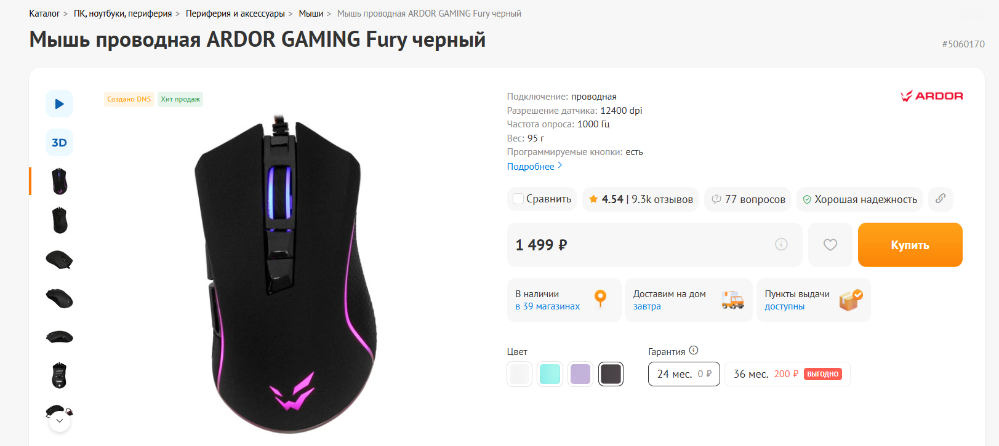 Каталог > ПК, ноутбуки, периферия > Периферия и аксессуары > Мыши > Мышь проводная ARDOR GAMING Fury черный
Мышь проводная ARDOR GAMING Fury черный
#5060170
Создано DNS
Хит продаж
3D
Подключение: проводная
Разрешение датчика: 12400 dpi
Частота опроса: 1000 Гц
Вес: 95 г
Программируемые кнопки: есть
Подробнее >
ARDOR
Сравнить
4.54 | 9.3k отзывов
77 вопросов
Хорошая надежность
1 499 ₽
Купить
В наличии
в 39 магазинах
Доставим на дом
завтра
Пункты выдачи
доступны
Цвет
Гарантия
24 мес. 0 ₽
36 мес. 200 ₽ выгодно